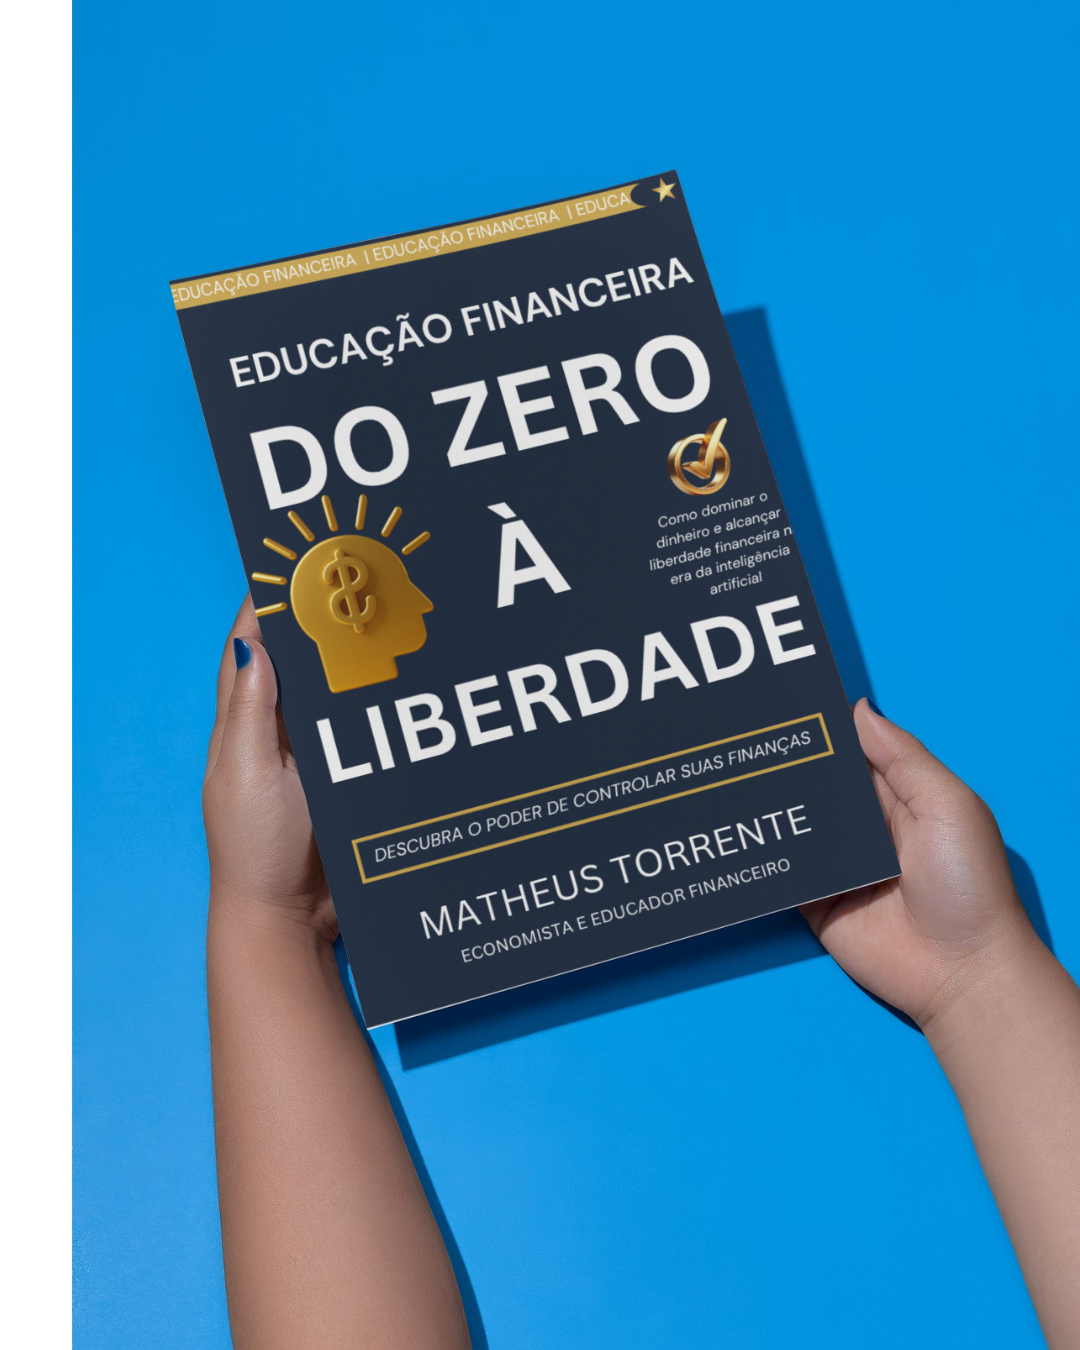 EDUCAÇÃO FINANCEIRA | EDUCAÇÃO FINANCEIRA | EDUCA
EDUCAÇÃO FINANCEIRA
DO ZERO
À
Como dominar o
dinheiro e alcançar
liberdade financeira n
era da inteligência
artificial
LIBERDADE
DESCUBRA O PODER DE CONTROLAR SUAS FINANÇAS
MATHEUS TORRENTE
ECONOMISTA E EDUCADOR FINANCEIRO